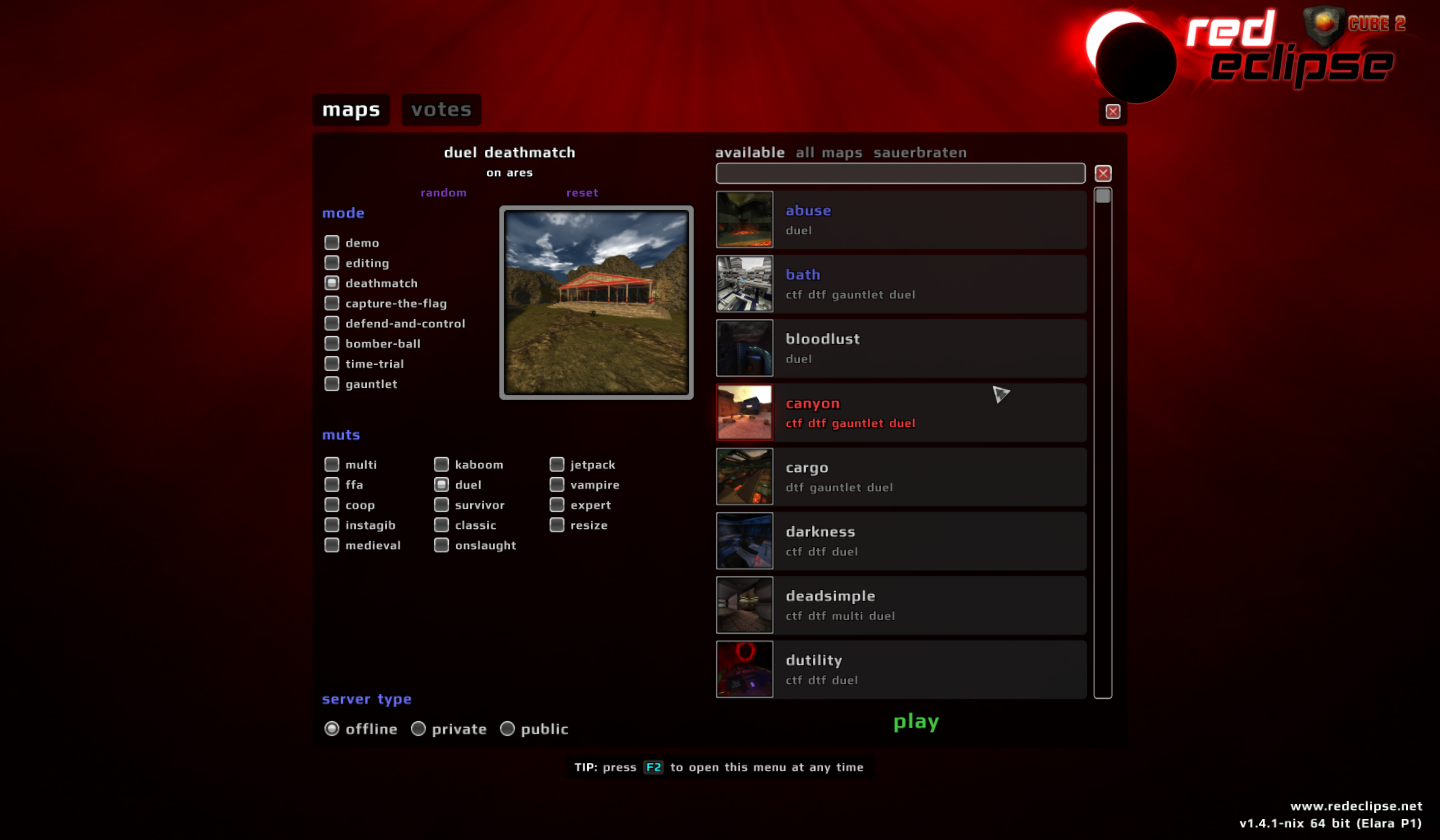 red eclipse
CUBE 2
maps votes
duel deathmatch
on ares
random reset
mode
demo
editing
deathmatch
capture-the-flag
defend-and-control
bomber-ball
time-trial
gauntlet
muts
multi kaboom jetpack
ffa duel vampire
coop survivor expert
instagib classic resize
medieval onslaught
server type
offline private public
available all maps sauerbraten
abuse
duel
bath
ctf dtf gauntlet duel
bloodlust
duel
canyon
ctf dtf gauntlet duel
cargo
dtf gauntlet duel
darkness
ctf dtf duel
deadsimple
ctf dtf multi duel
dutility
ctf dtf duel
play
TIP: press F2 to open this menu at any time
www.redeclipse.net
v1.4.1-nix 64 bit (Elara P1)